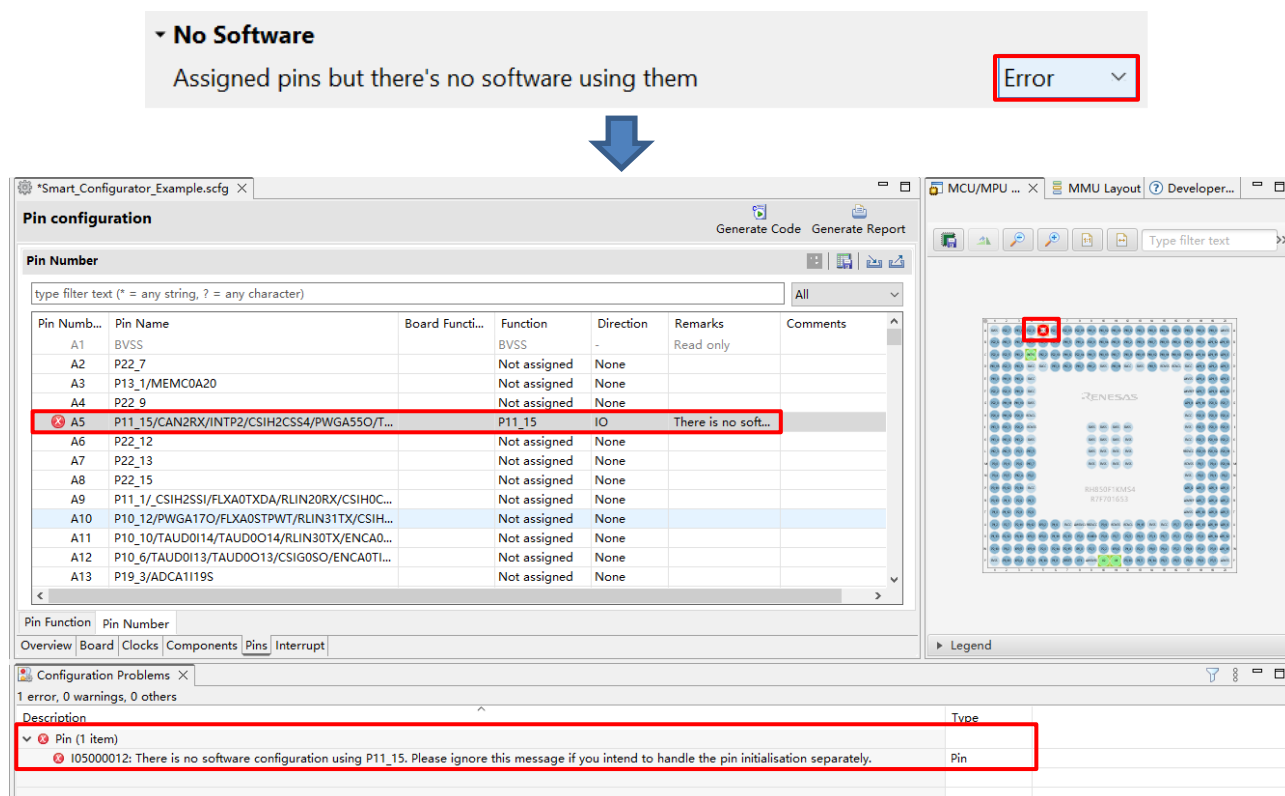 No Software
Assigned pins but there's no software using them
Error
*Smart_Configurator_Example.scfg
MCU/MPU ...
MMU Layout
Developer...
Pin configuration
Generate Code Generate Report
Type filter text
Pin Number
type filter text (* = any string, ? = any character)
All
Pin Numb... Pin Name Board Functi... Function Direction Remarks Comments
A1 BVSS BVSS - Read only
A2 P22_7 Not assigned None
A3 P13_1/MEMC0A20 Not assigned None
A4 P22_9 Not assigned None
A5 P11_15/CAN2RX/INTP2/CSIH2CSS4/PWGA55O/T... P11_15 IO There is no soft...
A6 P22_12 Not assigned None
A7 P22_13 Not assigned None
A8 P22_15 Not assigned None
A9 P11_1/_CSIH2SSI/FLXA0TXDA/RLIN20RX/CSIH0C... Not assigned None
A10 P10_12/PWGA17O/FLXA0STPWT/RLIN31TX/CSIH... Not assigned None
A11 P10_10/TAUD0I14/TAUD0O14/RLIN30TX/ENCA0... Not assigned None
A12 P10_6/TAUD0I13/TAUD0O13/CSIG0SO/ENCA0TI... Not assigned None
A13 P19_3/ADCA1I19S Not assigned None
RENESAS
Pin Function Pin Number
Overview Board Clocks Components Pins Interrupt
Legend
Configuration Problems
1 error, 0 warnings, 0 others
Description Type
Pin (1 item)
I05000012: There is no software configuration using P11_15. Please ignore this message if you intend to handle the pin initialisation separately. Pin